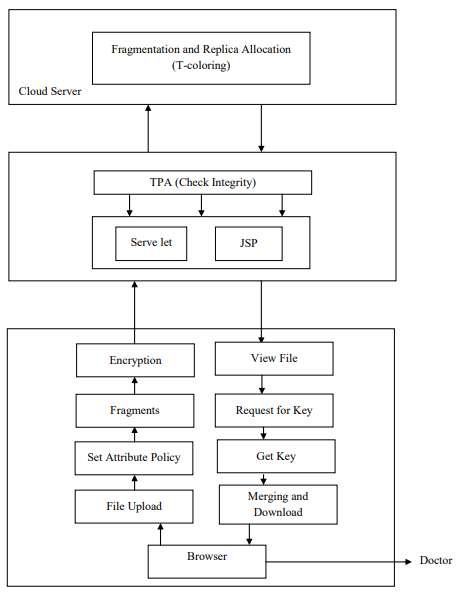 Fragmentation and Replica Allocation
(T-coloring)
Cloud Server
TPA (Check Integrity)
Serve let
JSP
Encryption
View File
Fragments
Request for Key
Set Attribute Policy
Get Key
File Upload
Merging and
Download
Browser
Doctor